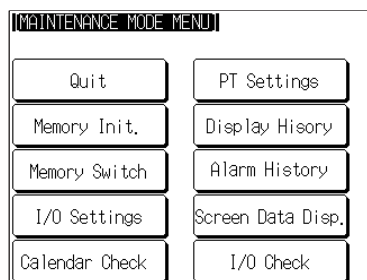 [MAINTENANCE MODE MENU]
Quit
PT Settings
Memory Init.
Display Hisory
Memory Switch
Alarm History
I/O Settings
Screen Data Disp.
Calendar Check
I/O Check